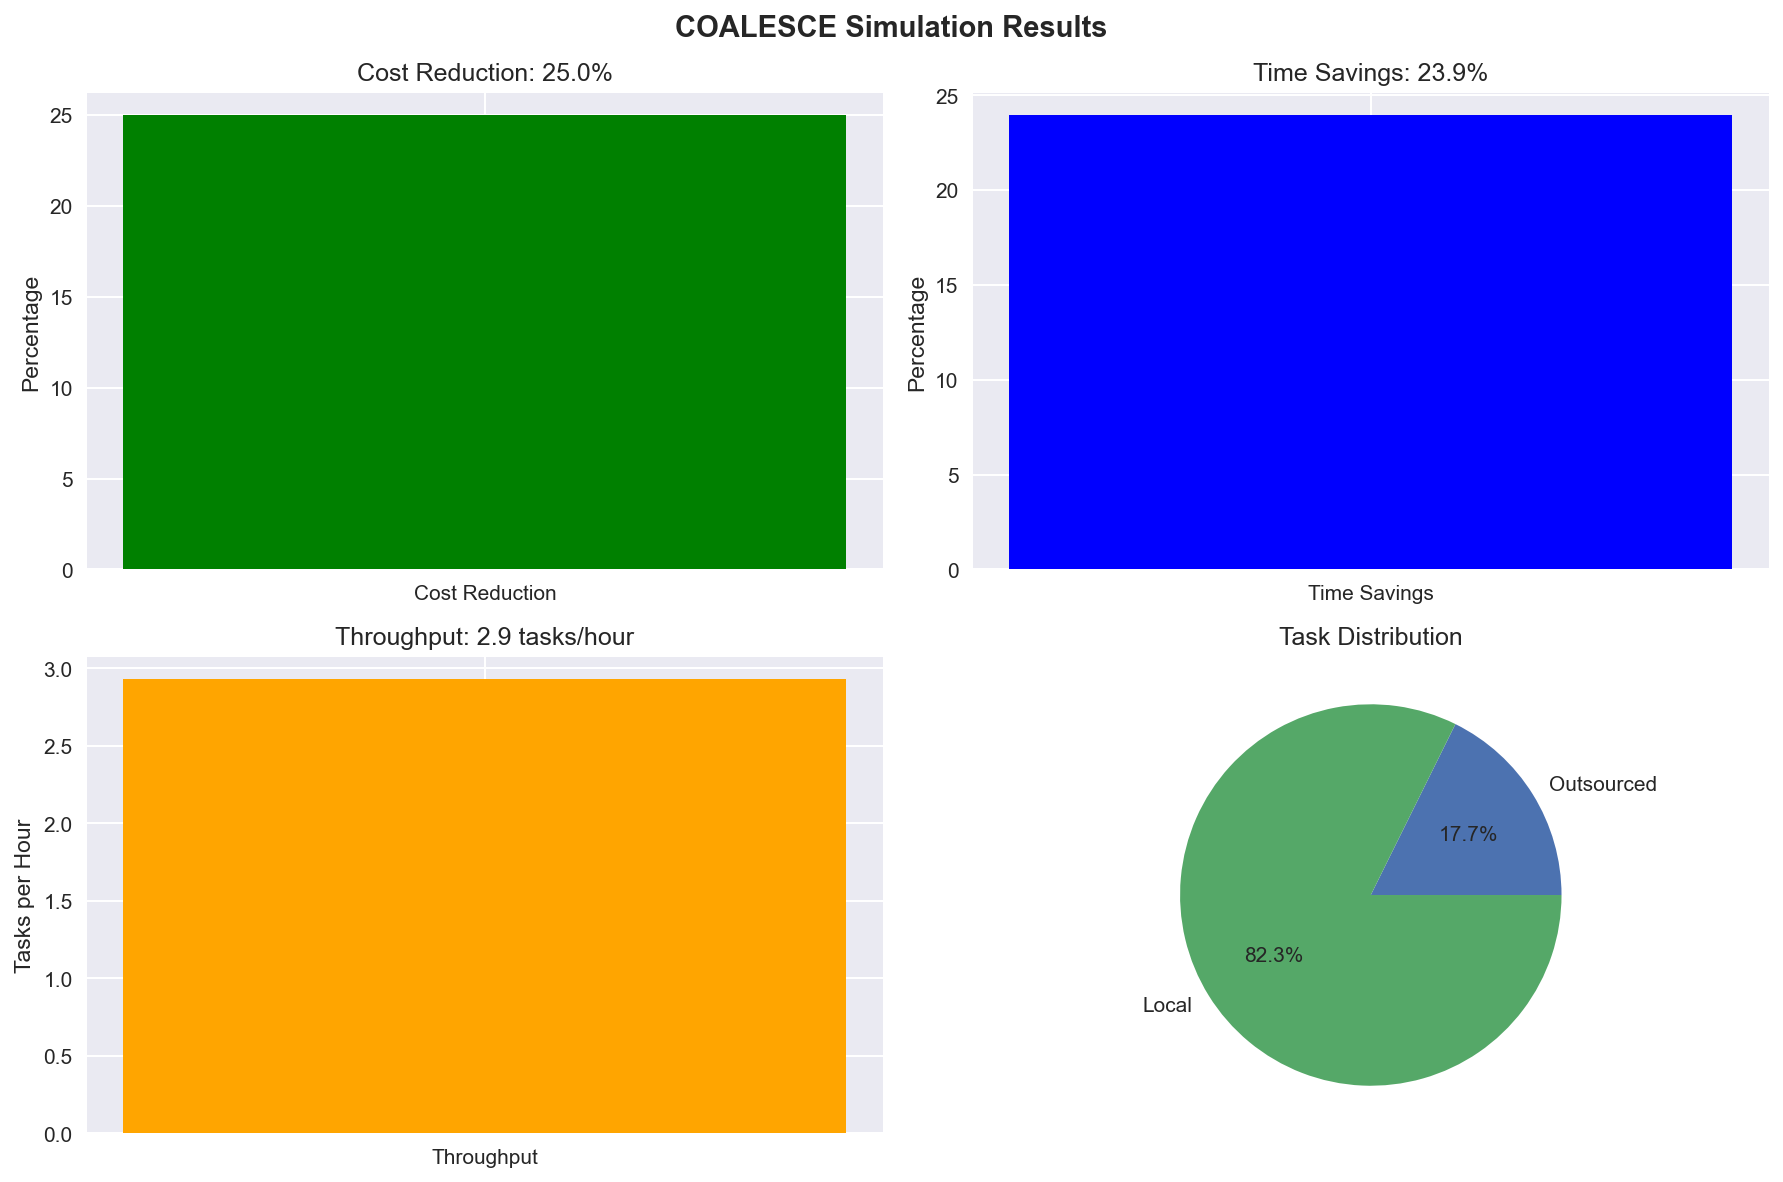 COALESCE Simulation Results
Cost Reduction: 25.0%
Percentage
25
20
15
10
5
0
Cost Reduction
Time Savings: 23.9%
Percentage
25
20
15
10
5
0
Time Savings
Throughput: 2.9 tasks/hour
Tasks per Hour
3.0
2.5
2.0
1.5
1.0
0.5
0.0
Throughput
Task Distribution
Outsourced
17.7%
82.3%
Local